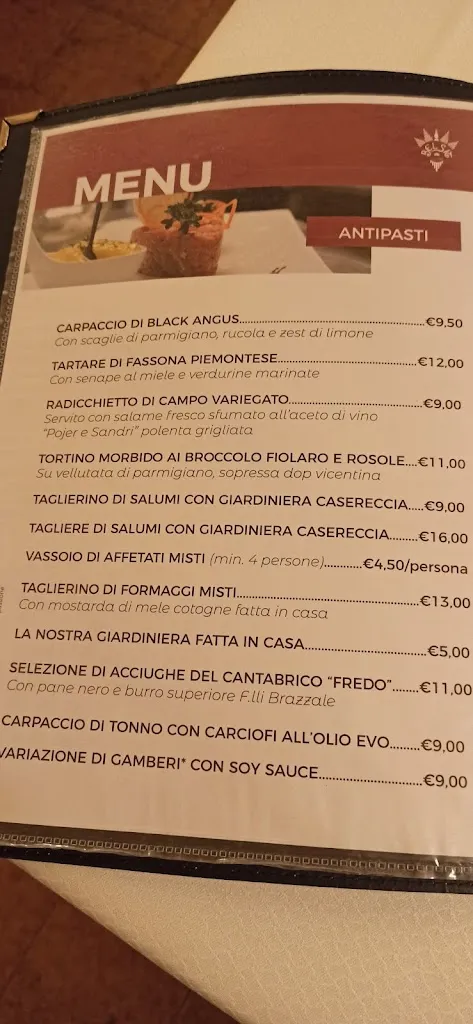 BELSEN
MENU
ANTIPASTI
CARPACCIO DI BLACK ANGUS..........€9,50
Con scaglie di parmigiano, rucola e zest di limone
TARTARE DI FASSONA PIEMONTESE..........€12,00
Con senape al miele e verdurine marinate
RADICCHIETTO DI CAMPO VARIEGATO..........€9,00
Servito con salame fresco sfumato all'aceto di vino
"Pojer e Sandri" polenta grigliata
TORTINO MORBIDO AI BROCCOLO FIOLARO E ROSOLE....€11,00
Su vellutata di parmigiano, sopressa dop vicentina
TAGLIERINO DI SALUMI CON GIARDINIERA CASERECCIA.....€9,00
TAGLIERE DI SALUMI CON GIARDINIERA CASERECCIA........€16,00
VASSOIO DI AFFETATI MISTI (min. 4 persone)..........€4,50/persona
TAGLIERINO DI FORMAGGI MISTI..........€13,00
Con mostarda di mele cotogne fatta in casa
LA NOSTRA GIARDINIERA FATTA IN CASA..........€5,00
SELEZIONE DI ACCIUGHE DEL CANTABRICO "FREDO".......€11,00
Con pane nero e burro superiore F.lli Brazzale
CARPACCIO DI TONNO CON CARCIOFI ALL'OLIO EVO........€9,00
VARIAZIONE DI GAMBERI* CON SOY SAUCE..........€9,00